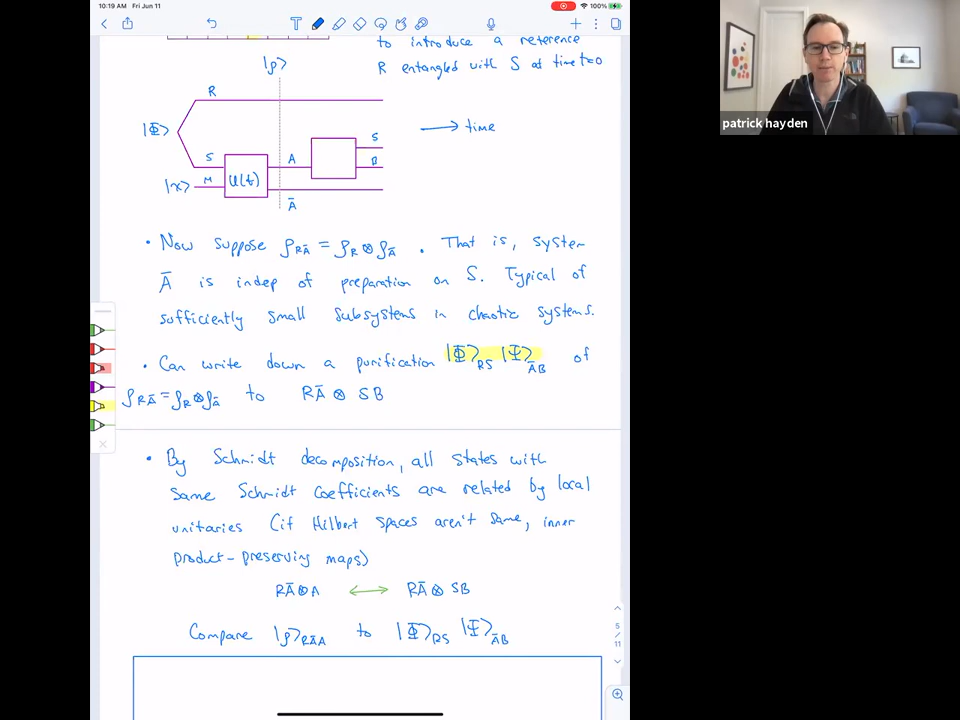 10:19 AM Fri Jun 11
100%
to introduce a reference
R entangled with S at time t=0
|ρ>
R
|Φ>
→ time
S
S
A
B
M
|x>
U(t)
Ā
• Now suppose ρ_RĀ = ρ_R ⊗ ρ_Ā . That is, system
Ā is indep of preparation on S. Typical of
sufficiently small subsystems in chaotic systems.
• Can write down a purification |Φ>_RS |Ψ>_ĀB of
ρ_RĀ = ρ_R ⊗ ρ_Ā to RĀ ⊗ SB
• By Schmidt decomposition, all states with
same Schmidt coefficients are related by local
unitaries (if Hilbert spaces aren't same, inner
product-preserving maps)
RĀ⊗A ↔ RĀ⊗SB
Compare |ρ>_RĀA to |Φ>_RS |Ψ>_ĀB
5
/
11
patrick hayden